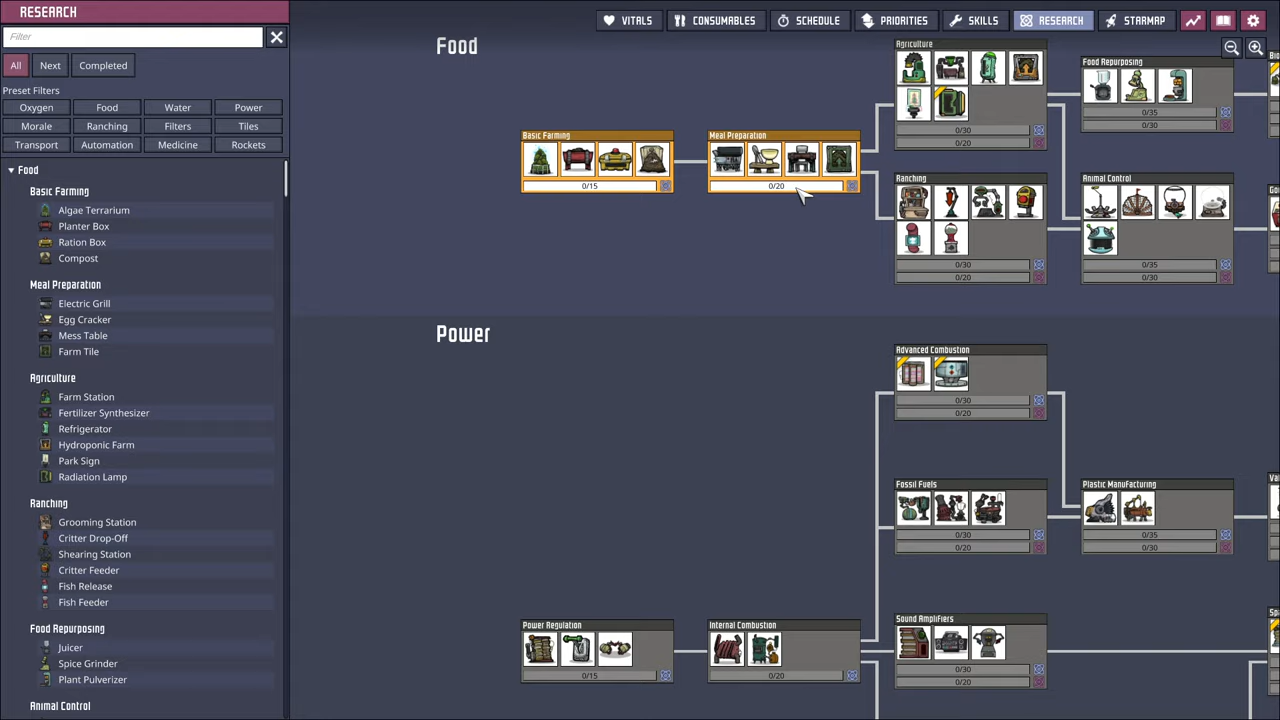 RESEARCH
VITALS
CONSUMABLES
SCHEDULE
PRIORITIES
SKILLS
RESEARCH
STARMAP
Filter
All
Next
Completed
Preset Filters
Oxygen
Food
Water
Power
Morale
Ranching
Filters
Tiles
Transport
Automation
Medicine
Rockets
Food
Basic Farming
Algae Terrarium
Planter Box
Ration Box
Compost
Meal Preparation
Electric Grill
Egg Cracker
Mess Table
Farm Tile
Agriculture
Farm Station
Fertilizer Synthesizer
Refrigerator
Hydroponic Farm
Park Sign
Radiation Lamp
Ranching
Grooming Station
Critter Drop-Off
Shearing Station
Critter Feeder
Fish Release
Fish Feeder
Food Repurposing
Juicer
Spice Grinder
Plant Pulverizer
Animal Control
Food
Basic Farming
0/15
Meal Preparation
0/20
Agriculture
0/30
0/20
Food Repurposing
0/35
0/30
Ranching
0/30
0/20
Animal Control
0/35
0/30
Power
Advanced Combustion
0/30
0/20
Fossil Fuels
0/30
0/20
Plastic Manufacturing
0/35
0/30
Power Regulation
0/15
Internal Combustion
0/20
Sound Amplifiers
0/30
0/20